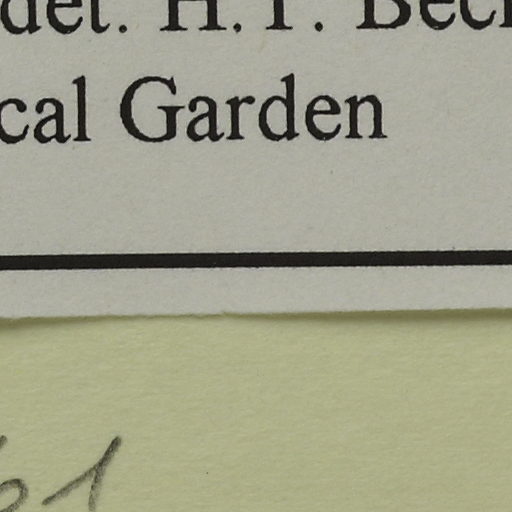 det. H.T. Bec
cal Garden
61